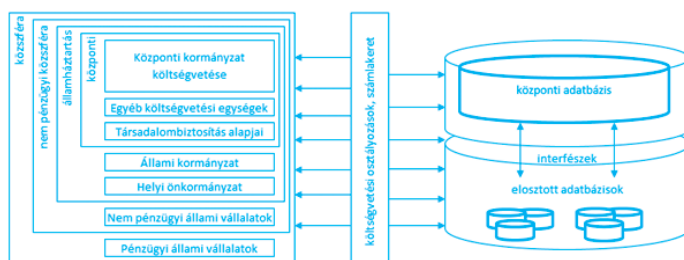 közszféra
nem pénzügyi közszféra
államháztartás
központi
Központi kormányzat
költségvetése
Egyéb költségvetési egységek
Társadalombiztosítás alapjai
Állami kormányzat
Helyi önkormányzat
Nem pénzügyi állami vállalatok
Pénzügyi állami vállalatok
költségvetési osztályozások, számlakeret
központi adatbázis
interfészek
elosztott adatbázisok